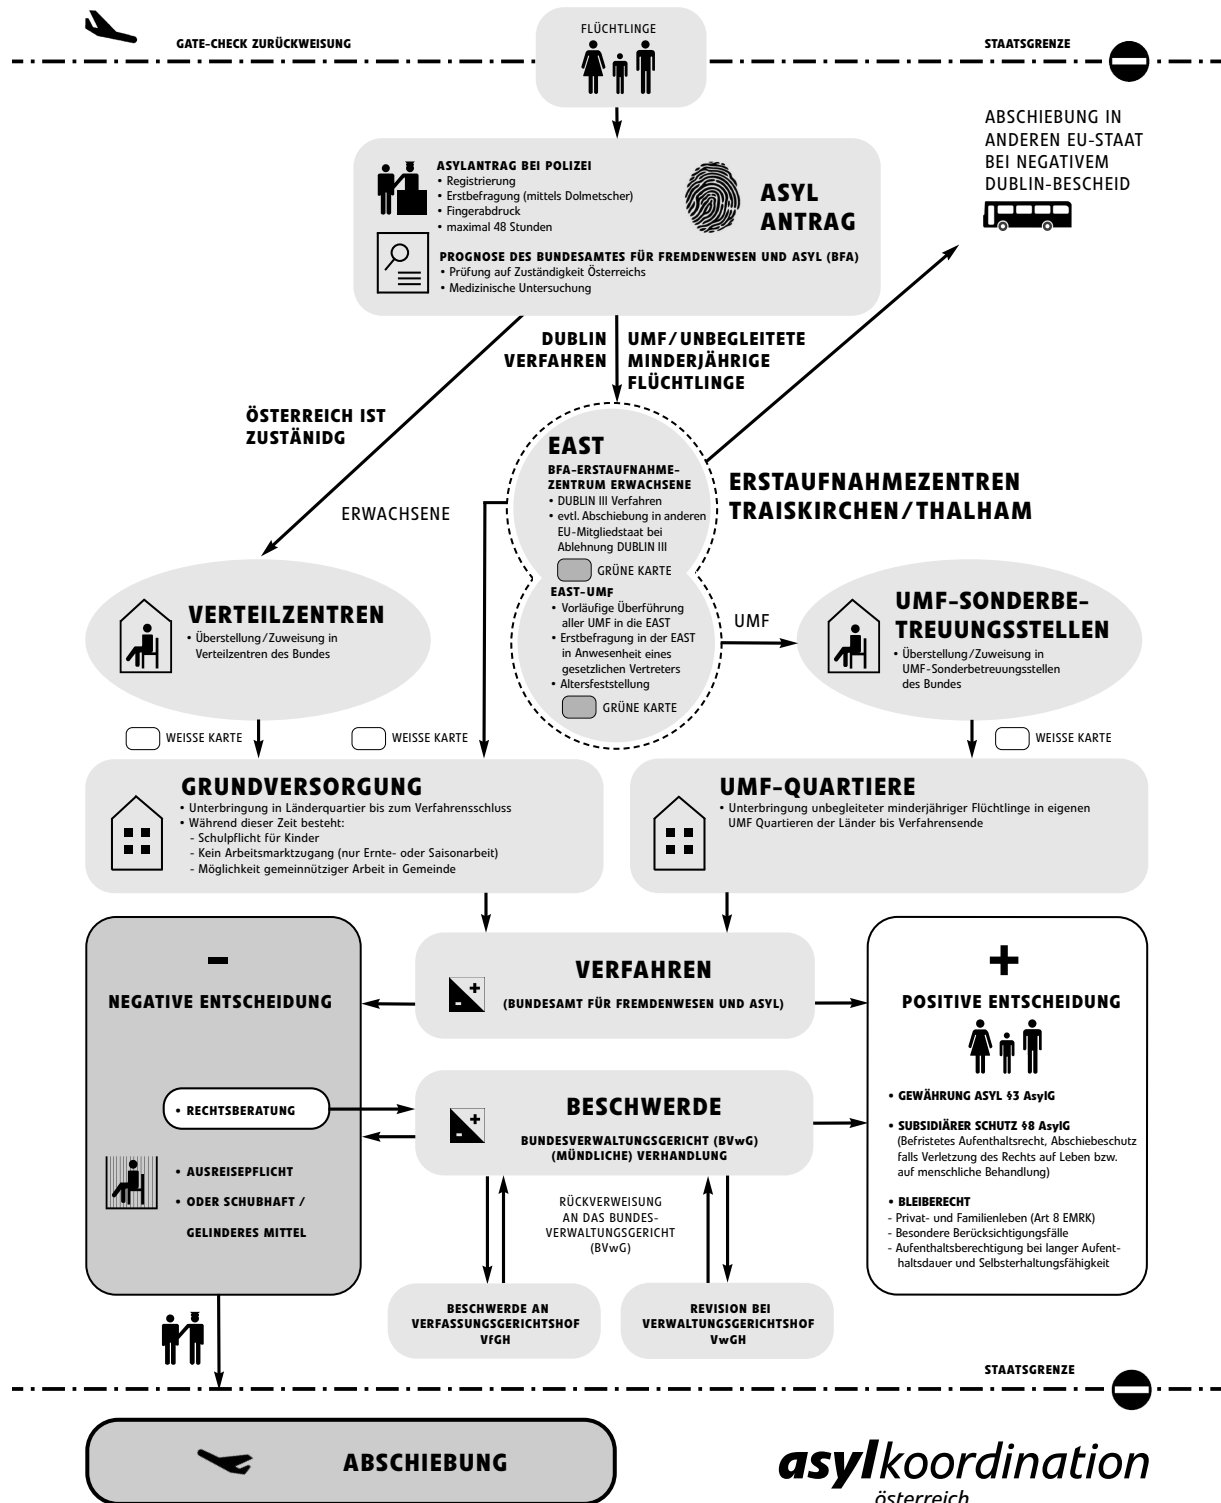 FLÜCHTLINGE
GATE-CHECK ZURÜCKWEISUNG
STAATSGRENZE
ABSCHIEBUNG IN
ANDEREN EU-STAAT
BEI NEGATIVEM
DUBLIN-BESCHEID
ASYLANTRAG BEI POLIZEI
• Registrierung
• Erstbefragung (mittels Dolmetscher)
• Fingerabdruck
• maximal 48 Stunden
ASYL
ANTRAG
PROGNOSE DES BUNDESAMTES FÜR FREMDENWESEN UND ASYL (BFA)
• Prüfung auf Zuständigkeit Österreichs
• Medizinische Untersuchung
DUBLIN
VERFAHREN
UMF/UNBEGLEITETE
MINDERJÄHRIGE
FLÜCHTLINGE
ÖSTERREICH IST
ZUSTÄNIDG
ERWACHSENE
EAST
BFA-ERSTAUFNAHME-
ZENTRUM ERWACHSENE
• DUBLIN III Verfahren
• evtl. Abschiebung in anderen
EU-Mitgliedstaat bei
Ablehnung DUBLIN III
GRÜNE KARTE
EAST-UMF
• Vorläufige Überführung
aller UMF in die EAST
• Erstbefragung in der EAST
in Anwesenheit eines
gesetzlichen Vertreters
• Altersfeststellung
GRÜNE KARTE
ERSTAUFNAHMEZENTREN
TRAISKIRCHEN/THALHAM
VERTEILZENTREN
• Überstellung/Zuweisung in
Verteilzentren des Bundes
UMF
UMF-SONDERBE-
TREUUNGSSTELLEN
• Überstellung/Zuweisung in
UMF-Sonderbetreuungsstellen
des Bundes
WEISSE KARTE
WEISSE KARTE
WEISSE KARTE
GRUNDVERSORGUNG
• Unterbringung in Länderquartier bis zum Verfahrensschluss
• Während dieser Zeit besteht:
- Schulpflicht für Kinder
- Kein Arbeitsmarktzugang (nur Ernte- oder Saisonarbeit)
- Möglichkeit gemeinnütziger Arbeit in Gemeinde
UMF-QUARTIERE
• Unterbringung unbegleiteter minderjähriger Flüchtlinge in eigenen
UMF Quartieren der Länder bis Verfahrensende
-
NEGATIVE ENTSCHEIDUNG
• RECHTSBERATUNG
• AUSREISEPFLICHT
• ODER SCHUBHAFT /
GELINDERES MITTEL
+
-
VERFAHREN
(BUNDESAMT FÜR FREMDENWESEN UND ASYL)
+
-
BESCHWERDE
BUNDESVERWALTUNGSGERICHT (BVwG)
(MÜNDLICHE) VERHANDLUNG
RÜCKVERWEISUNG
AN DAS BUNDES-
VERWALTUNGSGERICHT
(BVwG)
BESCHWERDE AN
VERFASSUNGSGERICHTSHOF
VfGH
REVISION BEI
VERWALTUNGSGERICHTSHOF
VwGH
+
POSITIVE ENTSCHEIDUNG
• GEWÄHRUNG ASYL §3 AsylG
• SUBSIDIÄRER SCHUTZ §8 AsylG
(Befristetes Aufenthaltsrecht, Abschiebeschutz
falls Verletzung des Rechts auf Leben bzw.
auf menschliche Behandlung)
• BLEIBERECHT
- Privat- und Familienleben (Art 8 EMRK)
- Besondere Berücksichtigungsfälle
- Aufenthaltsberechtigung bei langer Aufent-
haltsdauer und Selbsterhaltungsfähigkeit
STAATSGRENZE
ABSCHIEBUNG
asylkoordination
österreich